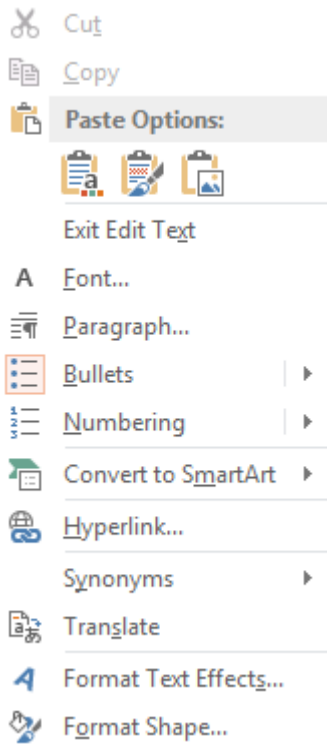 Cut
Copy
Paste Options:
Exit Edit Text
Font...
Paragraph...
Bullets
Numbering
Convert to SmartArt
Hyperlink...
Synonyms
Translate
Format Text Effects...
Format Shape...